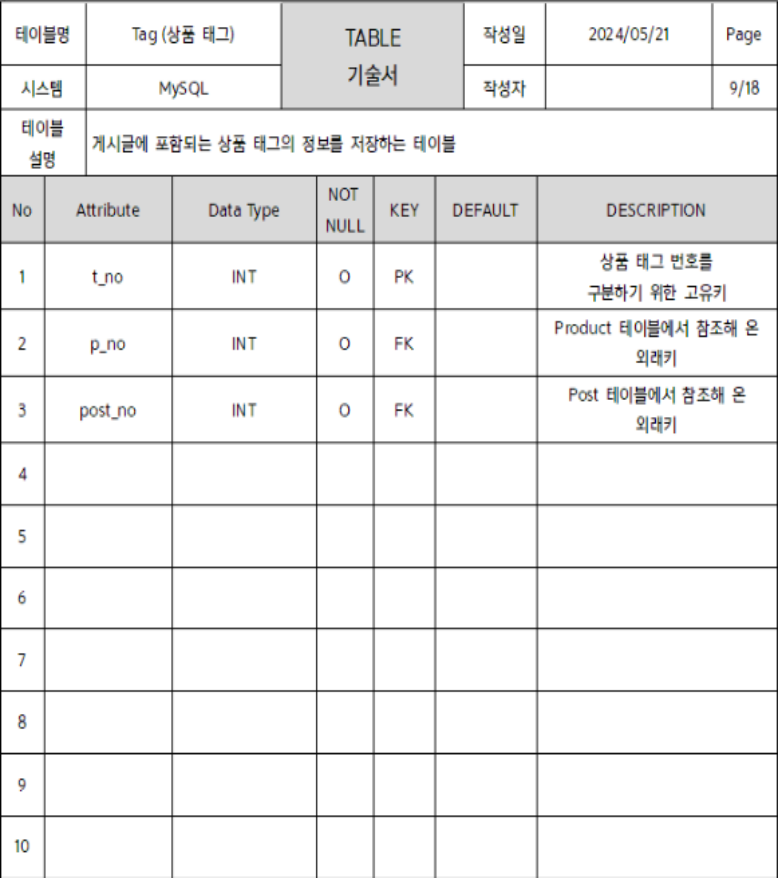 테이블명 Tag (상품 태그) TABLE 기술서 작성일 2024/05/21 Page
시스템 MySQL 작성자 9/18
테이블 설명 게시글에 포함되는 상품 태그의 정보를 저장하는 테이블
No Attribute Data Type NOT NULL KEY DEFAULT DESCRIPTION
1 t_no INT O PK 상품 태그 번호를
구분하기 위한 고유키
2 p_no INT O FK Product 테이블에서 참조해 온
외래키
3 post_no INT O FK Post 테이블에서 참조해 온
외래키
4
5
6
7
8
9
10